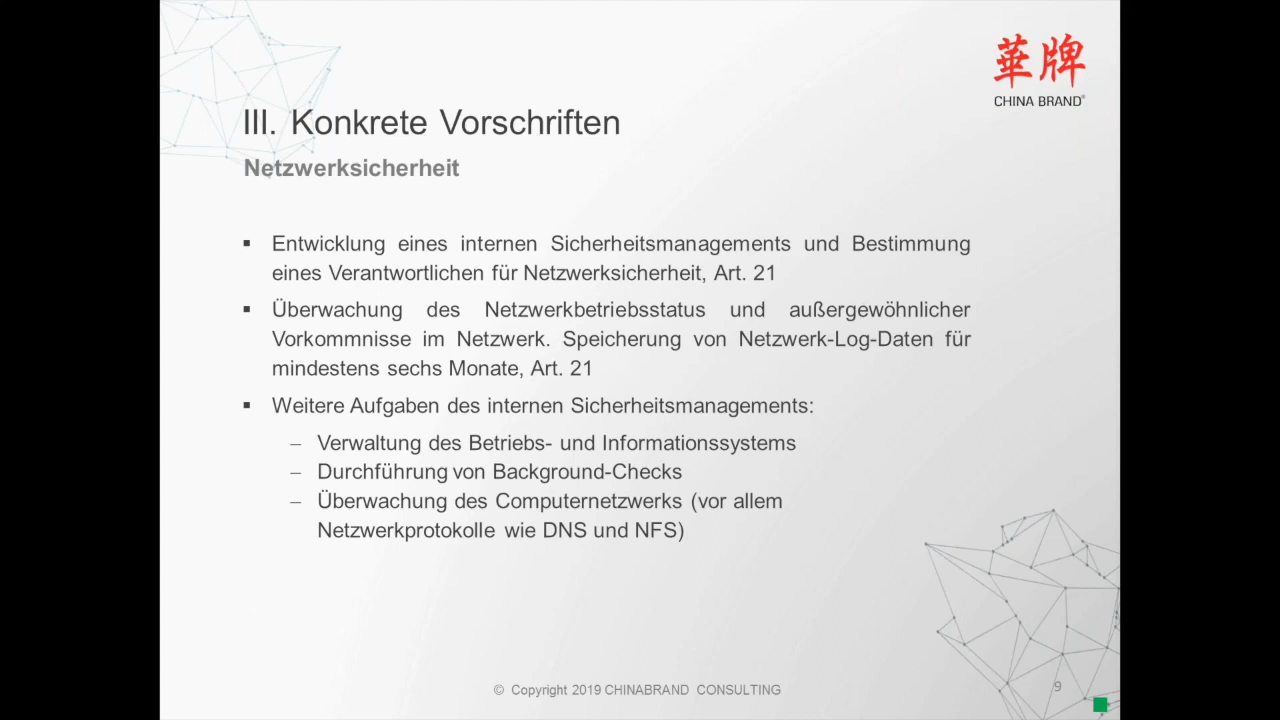 華牌
CHINA BRAND®
III. Konkrete Vorschriften
Netzwerksicherheit
▪ Entwicklung eines internen Sicherheitsmanagements und Bestimmung
eines Verantwortlichen für Netzwerksicherheit, Art. 21
▪ Überwachung des Netzwerkbetriebsstatus und außergewöhnlicher
Vorkommnisse im Netzwerk. Speicherung von Netzwerk-Log-Daten für
mindestens sechs Monate, Art. 21
▪ Weitere Aufgaben des internen Sicherheitsmanagements:
– Verwaltung des Betriebs- und Informationssystems
– Durchführung von Background-Checks
– Überwachung des Computernetzwerks (vor allem
Netzwerkprotokolle wie DNS und NFS)
© Copyright 2019 CHINABRAND CONSULTING
9